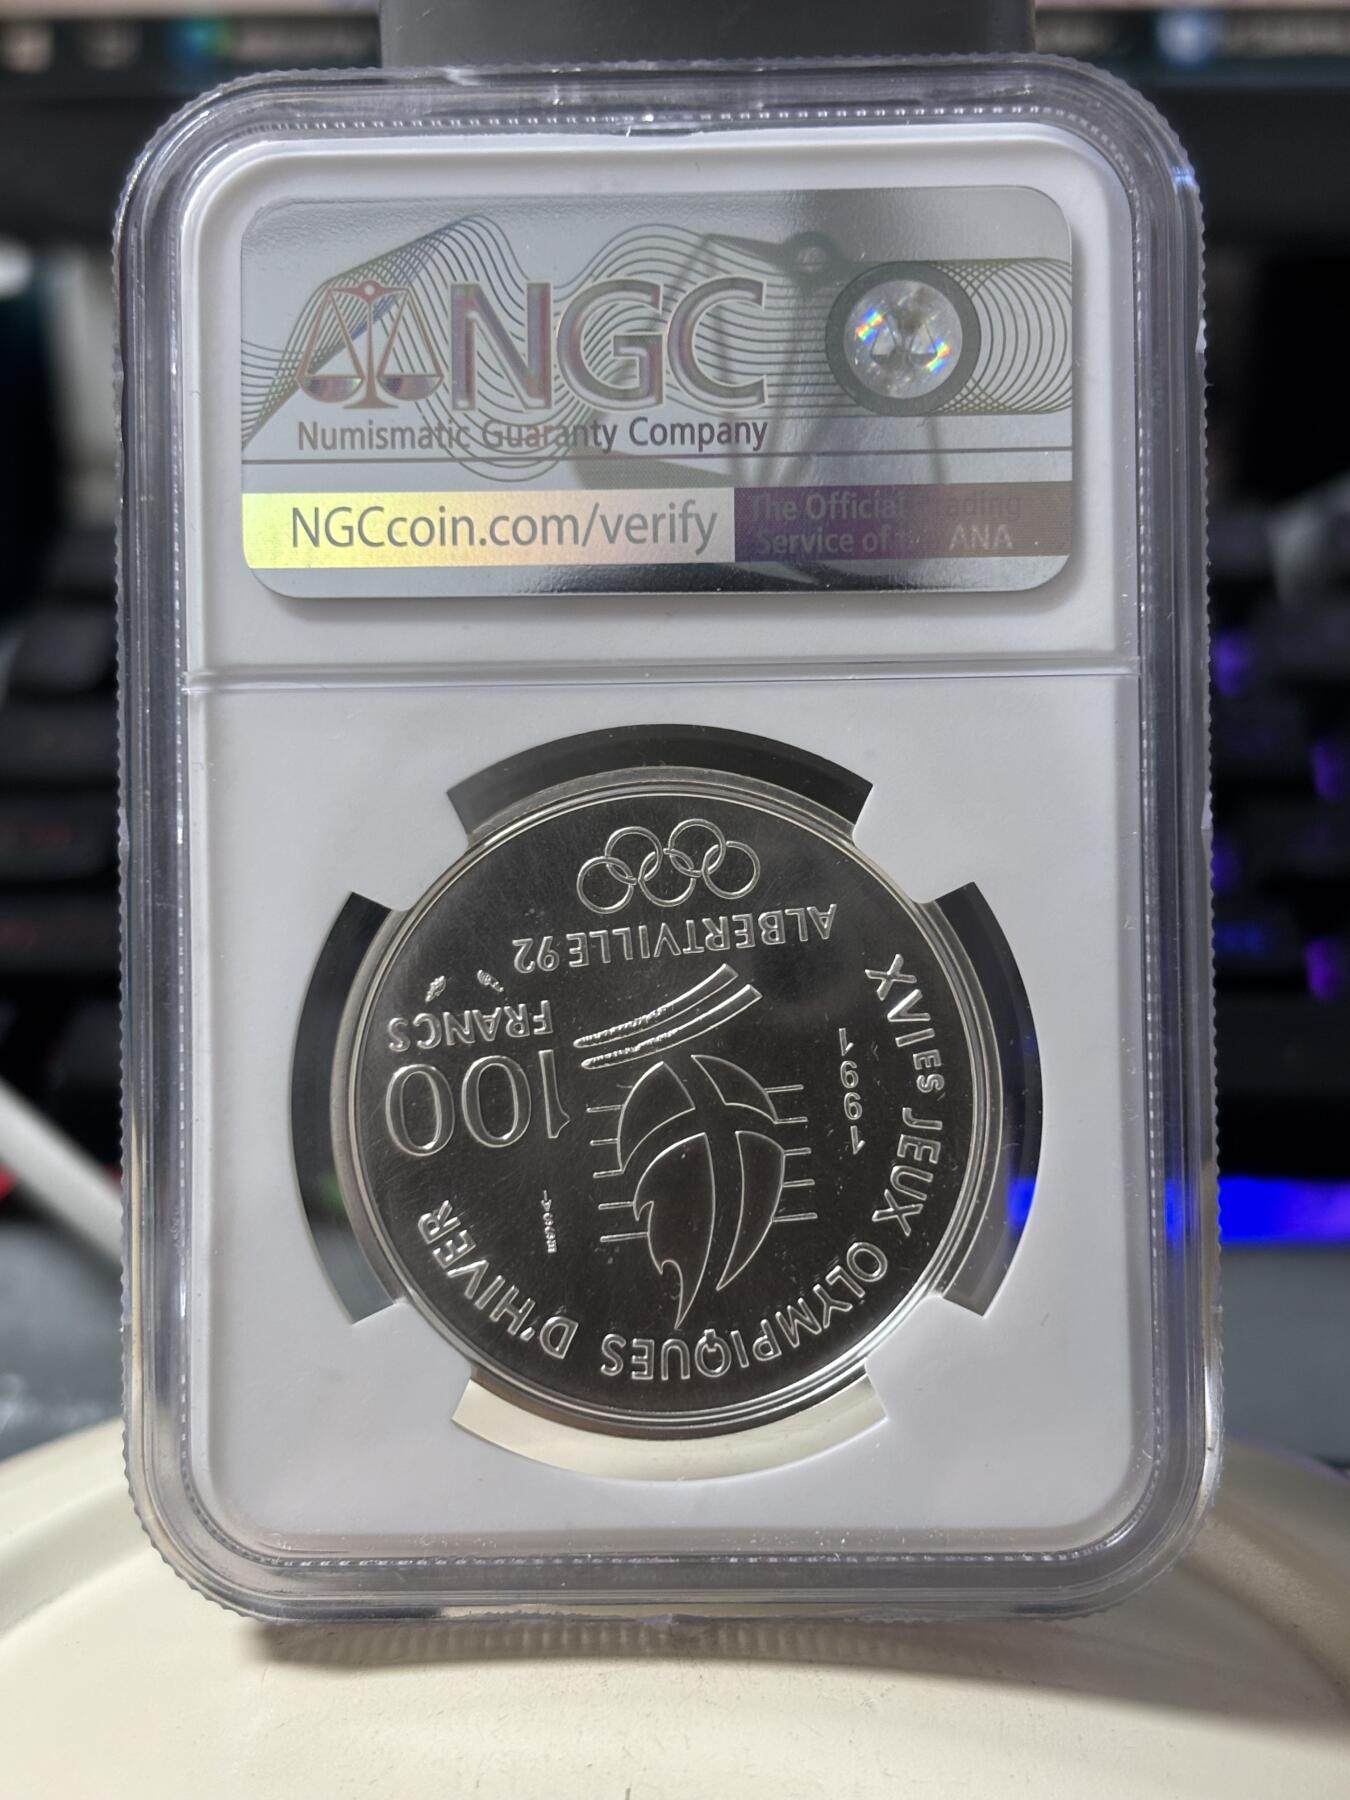 NGC
Numismatic Guaranty Company
NGCcoin.com/verify
The Official Grading
Service of the ANA
XVIES JEUX OLYMPIQUES D'HIVER
1991
100
FRANCS
ALBERTVILLE 92